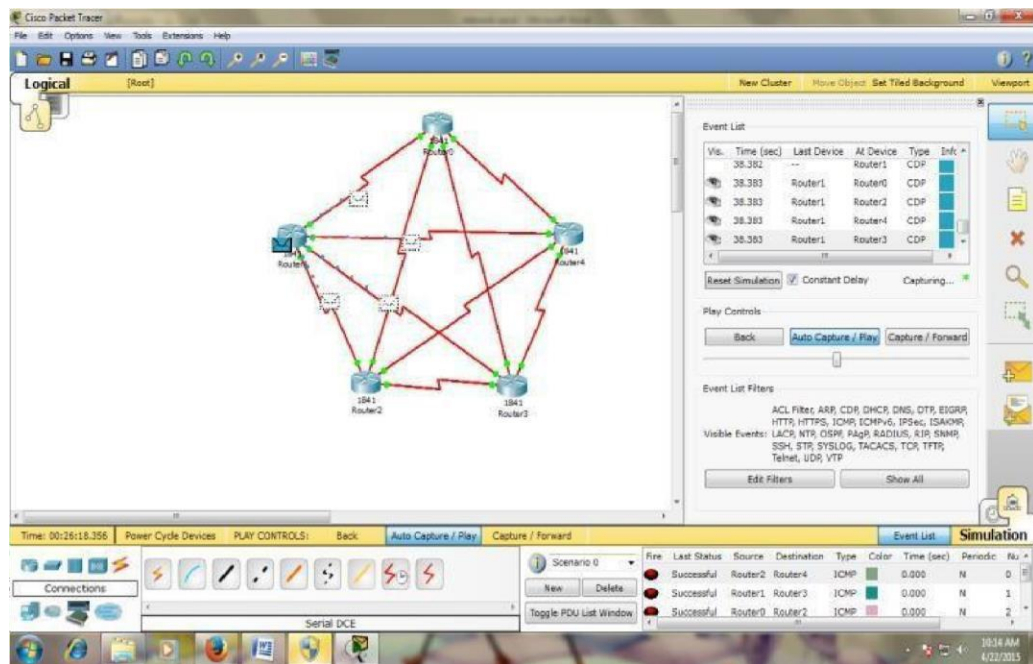 Cisco Packet Tracer
File Edit Options View Tools Extensions Help
Logical [Root] New Cluster Move Object Set Tiled Background Viewport
1841
Router0
1841
Router4
1841
Router2
1841
Router3
Event List
Vis. Time (sec) Last Device At Device Type Info
38.382 -- Router1 CDP
38.383 Router1 Router0 CDP
38.383 Router1 Router2 CDP
38.383 Router1 Router4 CDP
38.383 Router1 Router3 CDP
Reset Simulation Constant Delay Capturing... *
Play Controls
Back Auto Capture / Play Capture / Forward
Event List Filters
Visible Events: ACL Filter, ARP, CDP, DHCP, DNS, DTP, EIGRP,
HTTP, HTTPS, ICMP, ICMPv6, IPSec, ISAKMP,
LACP, NTP, OSPF, PAgP, RADIUS, RIP, SNMP,
SSH, STP, SYSLOG, TACACS, TCP, TFTP,
Telnet, UDP, VTP
Edit Filters Show All
Time: 00:26:18.356 Power Cycle Devices PLAY CONTROLS: Back Auto Capture / Play Capture / Forward Event List Simulation
Connections
Serial DCE
Scenario 0
New Delete
Toggle PDU List Window
Fire Last Status Source Destination Type Color Time (sec) Periodic Nu
Successful Router2 Router4 ICMP 0.000 N 0
Successful Router1 Router3 ICMP 0.000 N 1
Successful Router0 Router2 ICMP 0.000 N 2
10:14 AM
4/22/2015